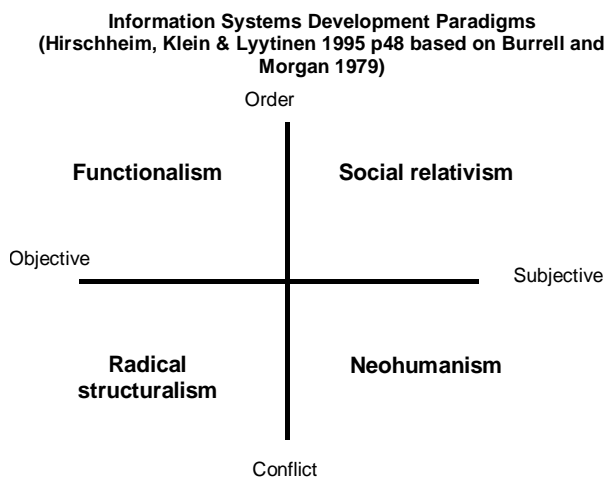 Information Systems Development Paradigms
(Hirschheim, Klein & Lyytinen 1995 p48 based on Burrell and
Morgan 1979)
Order
Functionalism
Social relativism
Objective
Subjective
Radical
structuralism
Neohumanism
Conflict